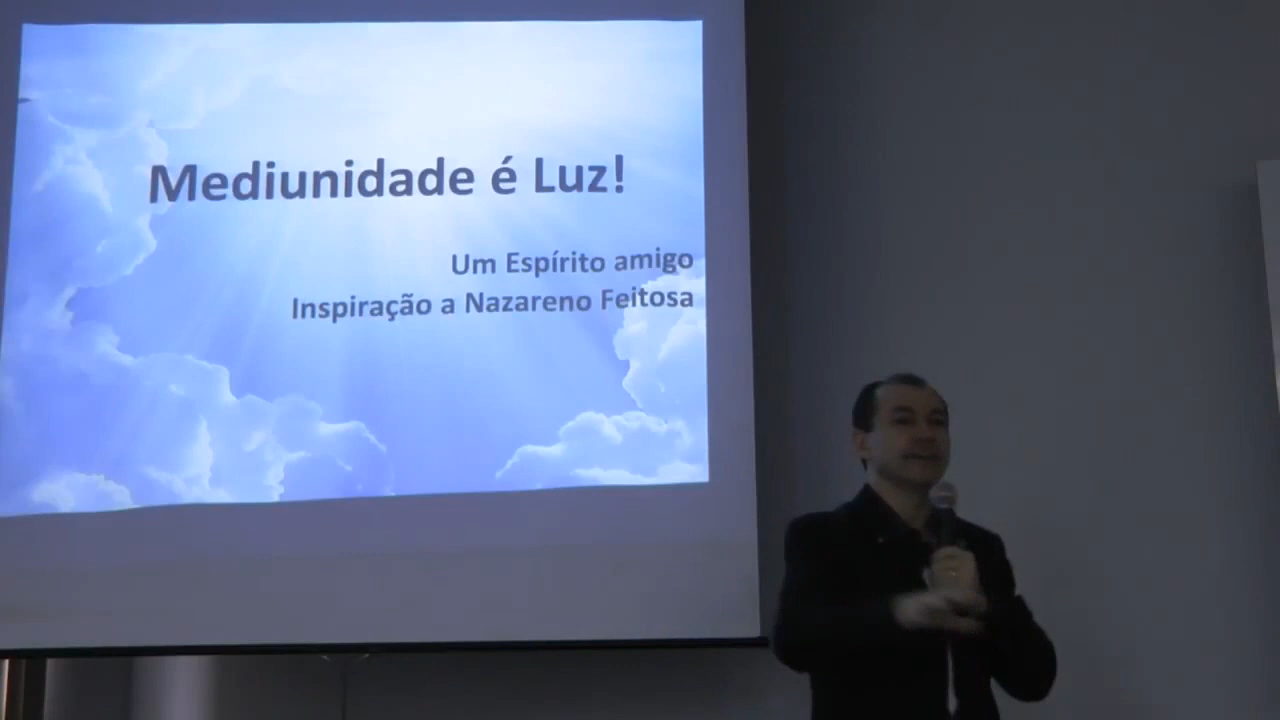 Mediunidade é Luz!
Um Espírito amigo
Inspiração a Nazareno Feitosa